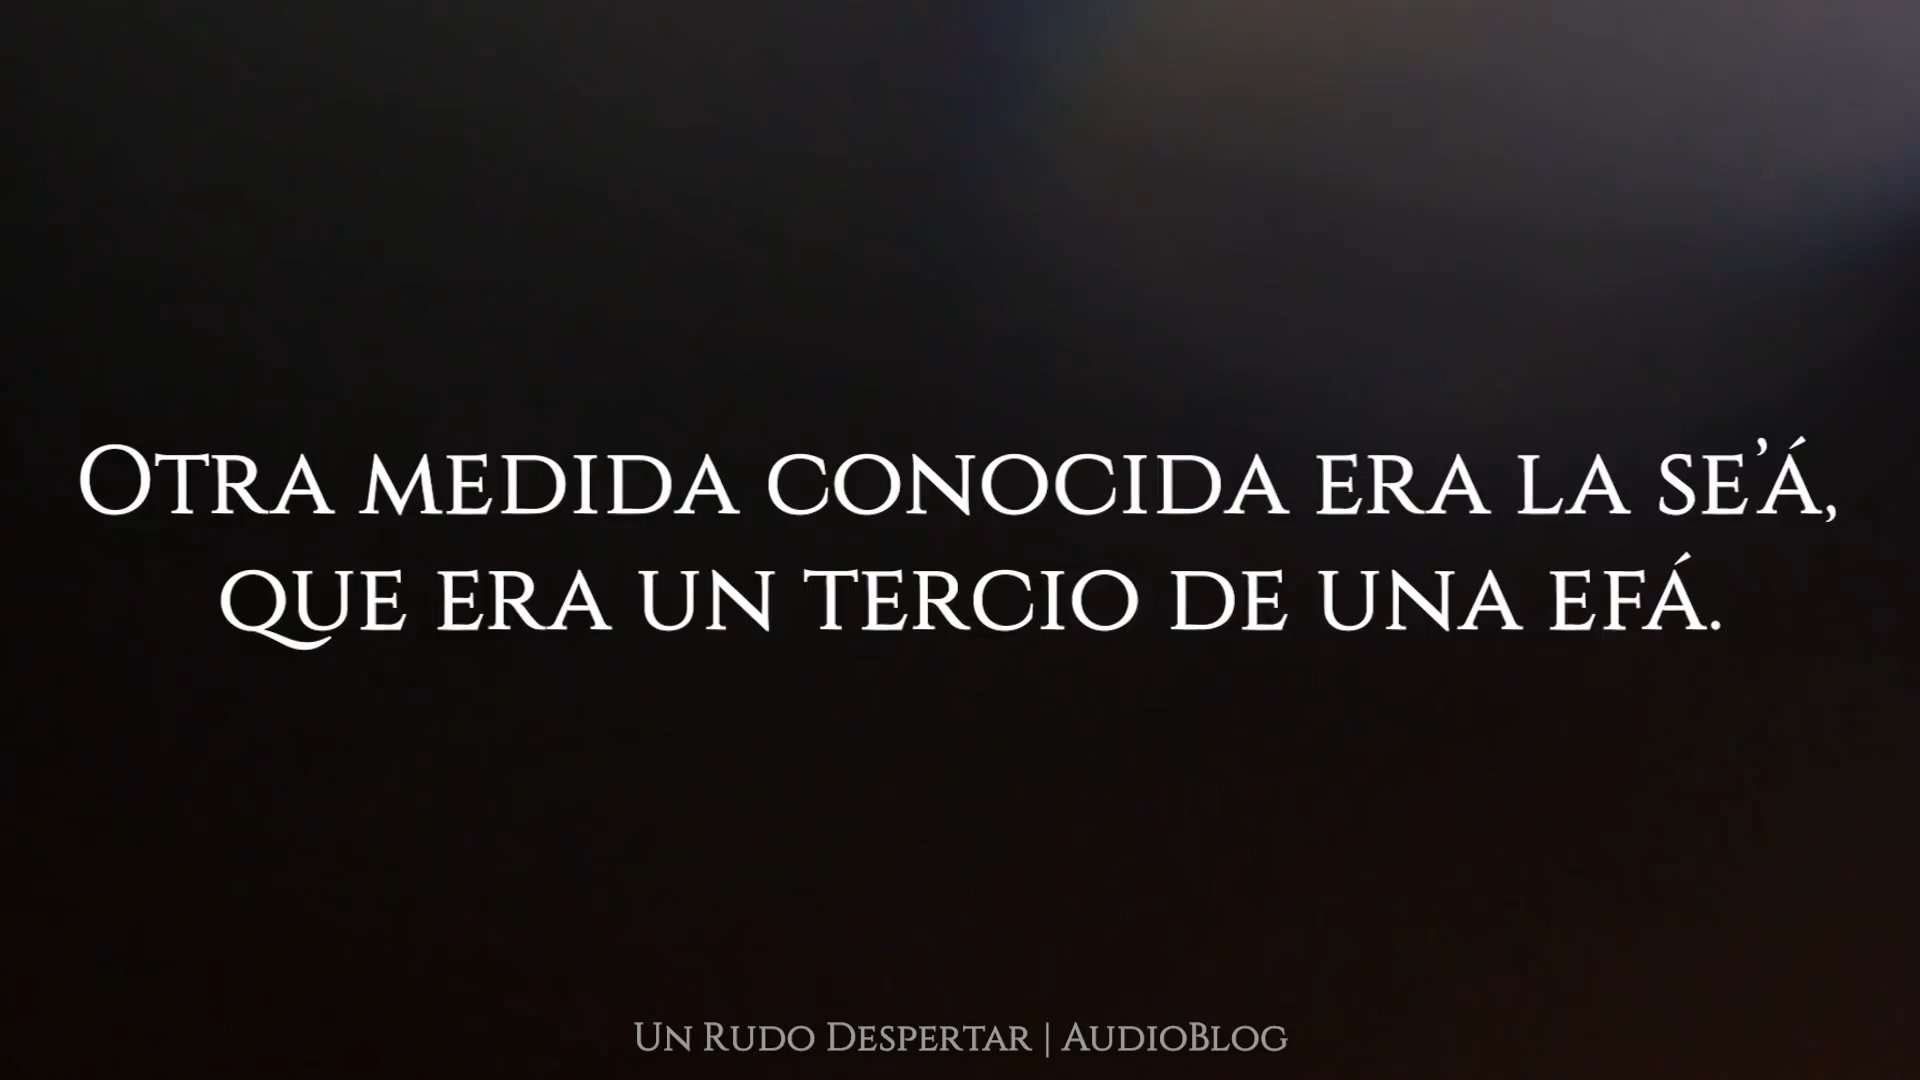 Otra medida conocida era la se’á,
que era un tercio de una efá.
Un Rudo Despertar | AudioBlog